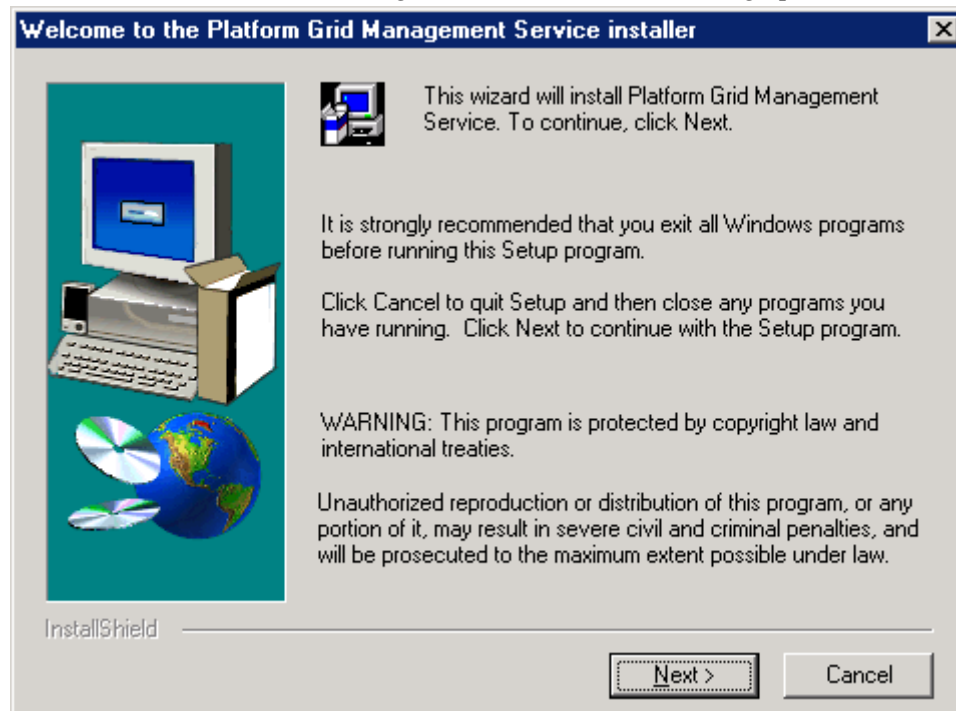 Welcome to the Platform Grid Management Service installer
This wizard will install Platform Grid Management
Service. To continue, click Next.
It is strongly recommended that you exit all Windows programs
before running this Setup program.
Click Cancel to quit Setup and then close any programs you
have running.  Click Next to continue with the Setup program.
WARNING: This program is protected by copyright law and
international treaties.
Unauthorized reproduction or distribution of this program, or any
portion of it, may result in severe civil and criminal penalties, and
will be prosecuted to the maximum extent possible under law.
InstallShield
Next >
Cancel